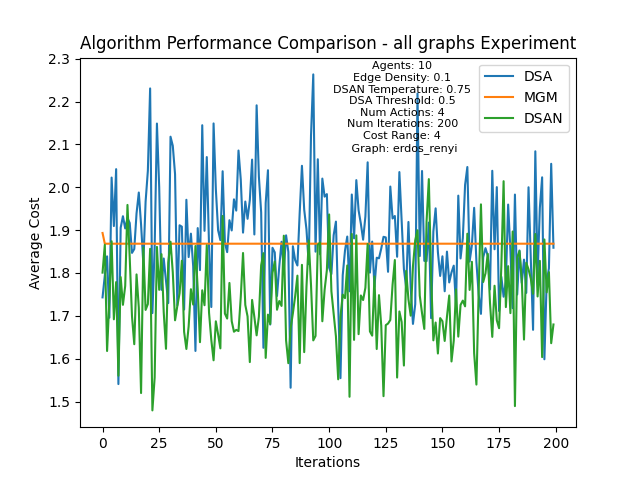 Algorithm Performance Comparison - all graphs Experiment
Agents: 10
Edge Density: 0.1
DSAN Temperature: 0.75
DSA Threshold: 0.5
Num Actions: 4
Num Iterations: 200
Cost Range: 4
Graph: erdos_renyi
DSA
MGM
DSAN
Average Cost
2.3
2.2
2.1
2.0
1.9
1.8
1.7
1.6
1.5
0
25
50
75
100
125
150
175
200
Iterations